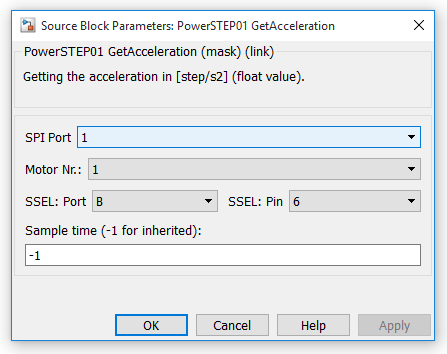 Source Block Parameters: PowerSTEP01 GetAcceleration
PowerSTEP01 GetAcceleration (mask) (link)
Getting the acceleration in [step/s2] (float value).
SPI Port 1
Motor Nr.: 1
SSEL: Port B SSEL: Pin 6
Sample time (-1 for inherited):
-1
OK Cancel Help Apply